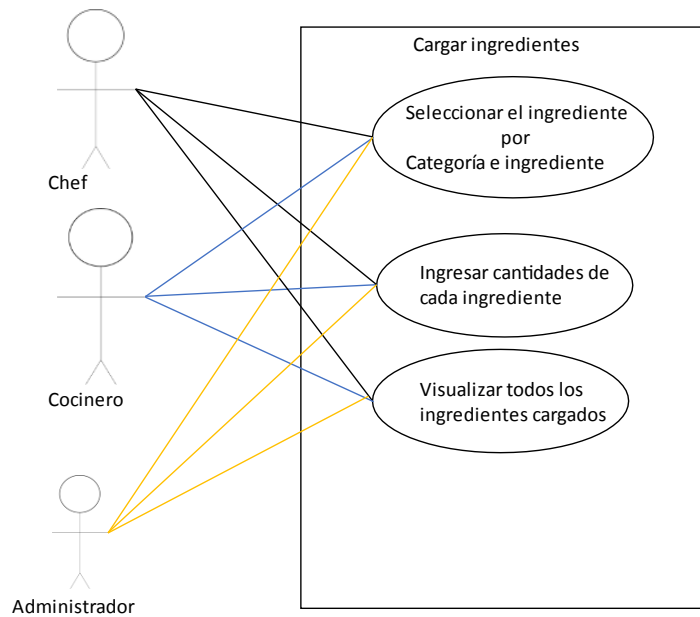 Cargar ingredientes
Seleccionar el ingrediente
por
Categoría e ingrediente
Chef
Ingresar cantidades de
cada ingrediente
Cocinero
Visualizar todos los
ingredientes cargados
Administrador